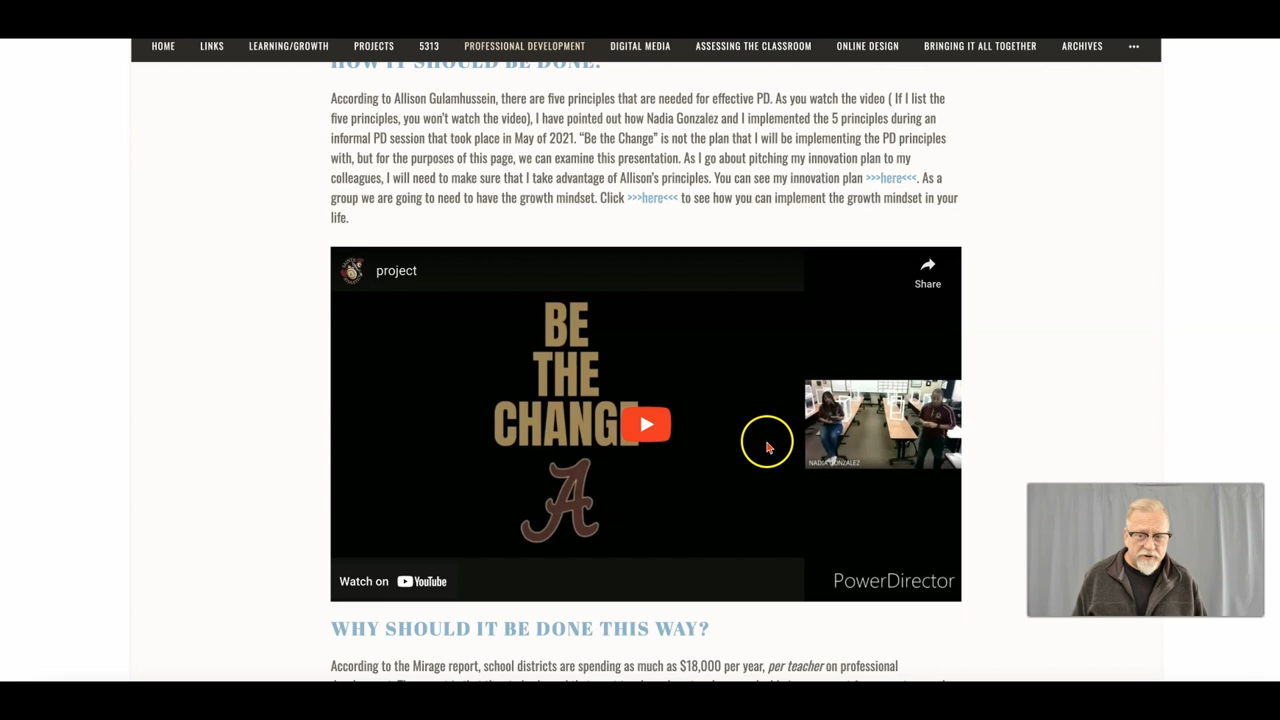 HOME LINKS LEARNING/GROWTH PROJECTS 5313 PROFESSIONAL DEVELOPMENT DIGITAL MEDIA ASSESSING THE CLASSROOM ONLINE DESIGN BRINGING IT ALL TOGETHER ARCHIVES •••
HOW IT SHOULD BE DONE?
According to Allison Gulamhussein, there are five principles that are needed for effective PD. As you watch the video ( If I list the
five principles, you won't watch the video), I have pointed out how Nadia Gonzalez and I implemented the 5 principles during an
informal PD session that took place in May of 2021. “Be the Change” is not the plan that I will be implementing the PD principles
with, but for the purposes of this page, we can examine this presentation. As I go about pitching my innovation plan to my
colleagues, I will need to make sure that I take advantage of Allison's principles. You can see my innovation plan >>>here<<<. As a
group we are going to need to have the growth mindset. Click >>>here<<< to see how you can implement the growth mindset in your
life.
project
Share
BE
THE
CHANGE
A
NADIA GONZALEZ
Watch on YouTube
PowerDirector
WHY SHOULD IT BE DONE THIS WAY?
According to the Mirage report, school districts are spending as much as $18,000 per year, per teacher on professional